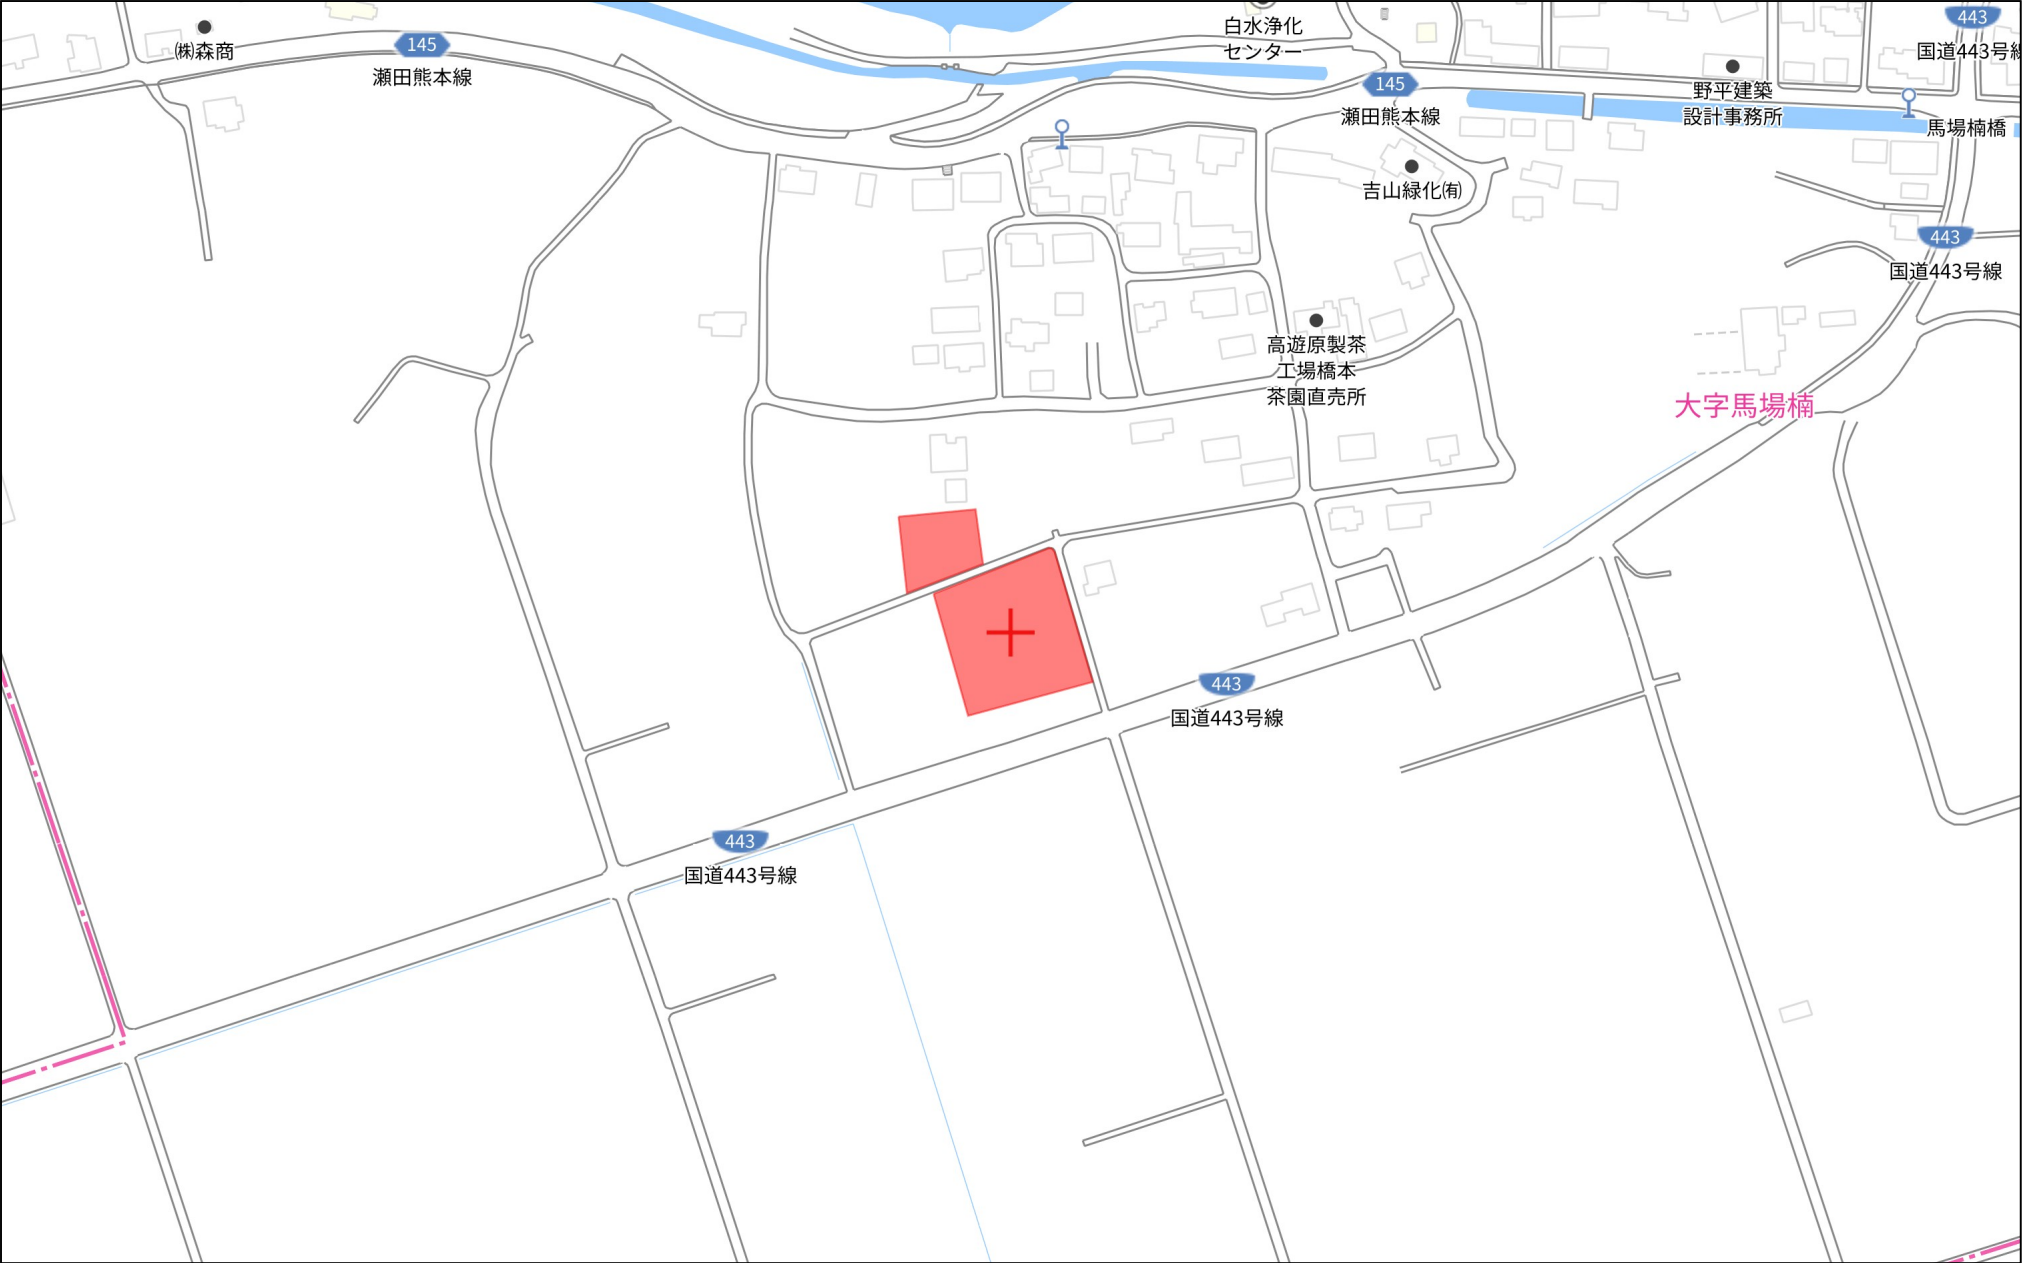 白水浄化
センター
443
国道443号線
㈱森商
145
瀬田熊本線
145
瀬田熊本線
野平建築
設計事務所
馬場楠橋
吉山緑化㈲
443
国道443号線
高遊原製茶
工場橋本
茶園直売所
大字馬場楠
443
国道443号線
443
国道443号線